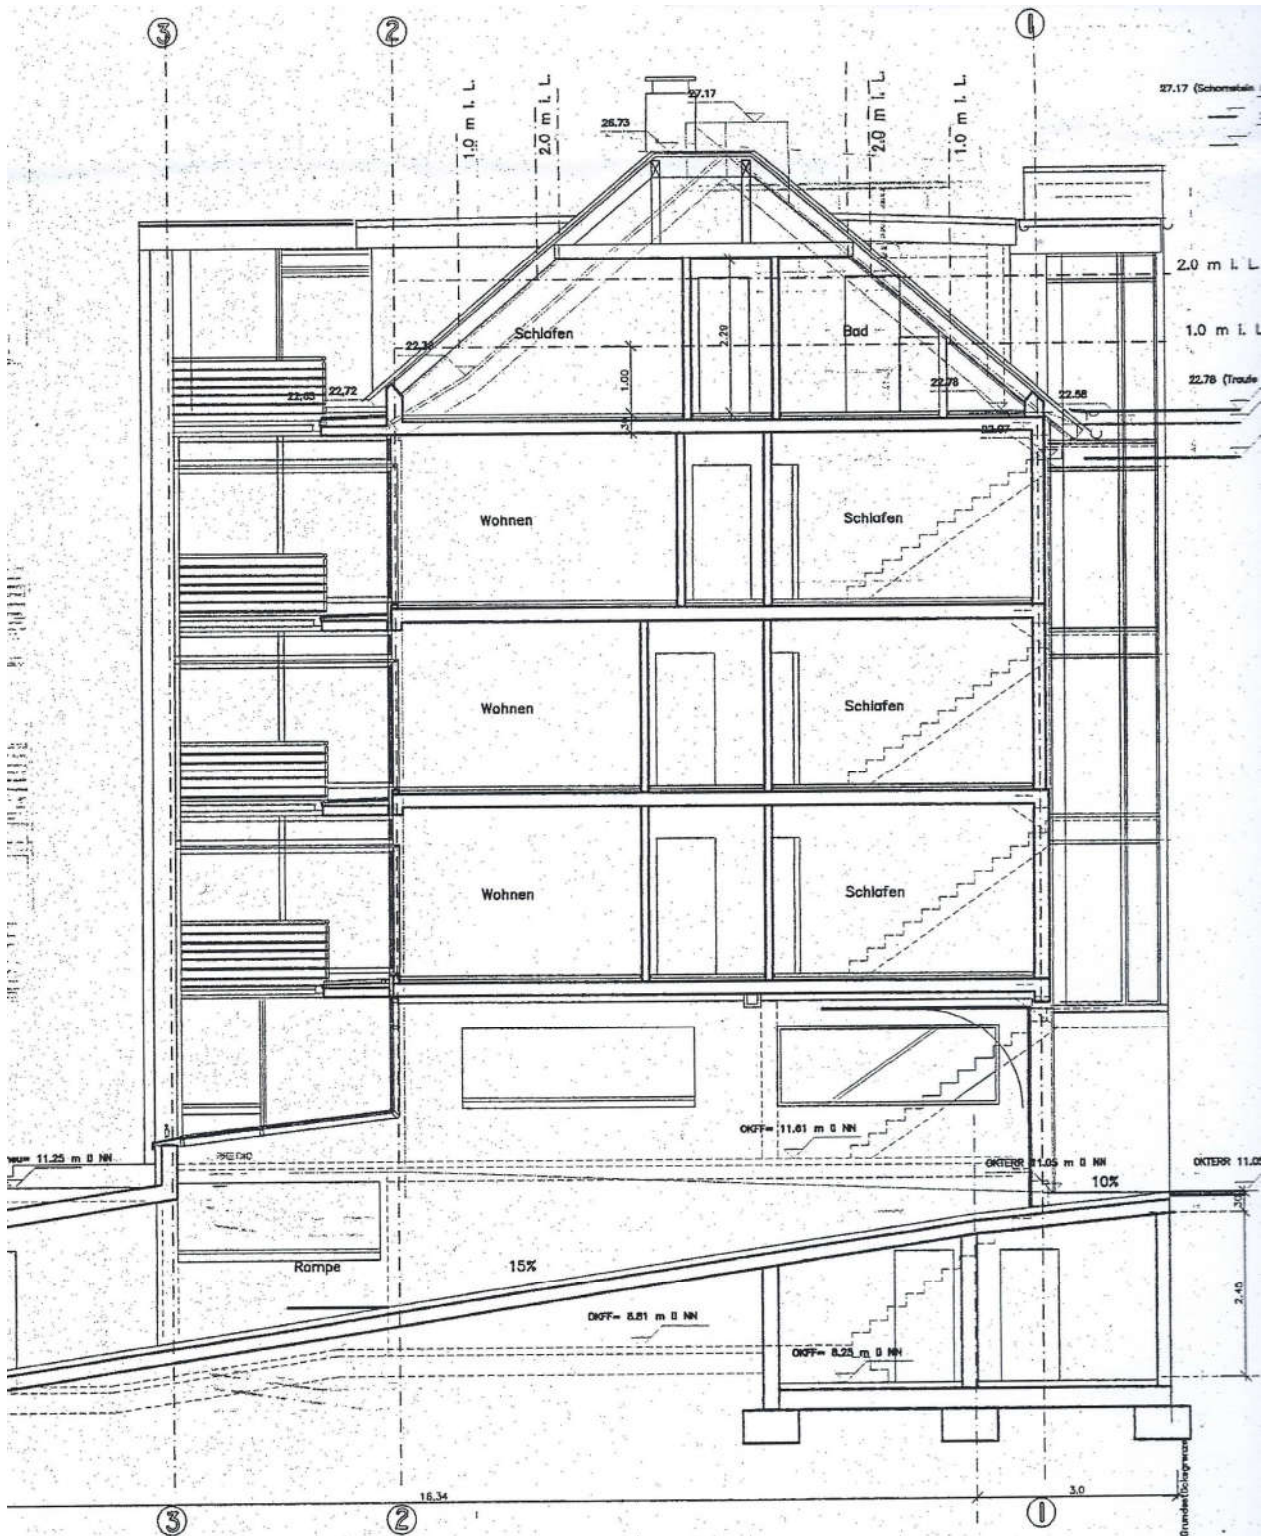 3
2
1
1.0 m i. L.
2.0 m i. L.
2.0 m i. L.
1.0 m i. L.
27.17
26.73
27.17 (Schornstein
2.0 m i. L.
Schlafen
Bad
2.29
1.0 m i. L
22.38
1.00
22.78
22.78 (Traufe
22.63
22.72
22.58
Wohnen
Schlafen
Wohnen
Schlafen
Wohnen
Schlafen
OKFF= 11.61 m Ü NN
= 11.25 m Ü NN
OKTERR 11.05 m Ü NN
OKTERR 11.05
10%
30
Rampe
15%
2.45
OKFF= 8.81 m Ü NN
OKFF= 8.25 m Ü NN
16.34
3.0
3
2
1